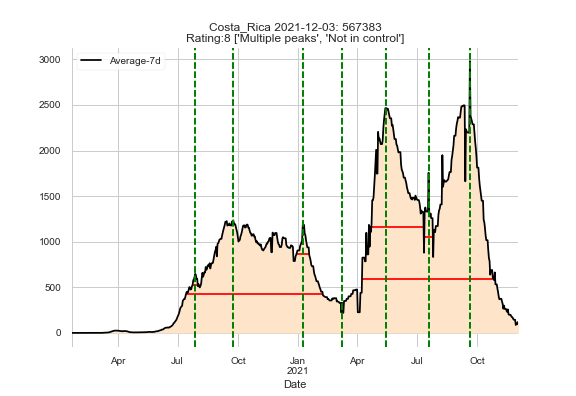 Costa_Rica 2021-12-03: 567383
Rating:8 ['Multiple peaks', 'Not in control']
Average-7d
3000
2500
2000
1500
1000
500
0
Apr
Jul
Oct
Jan
2021
Apr
Jul
Oct
Date